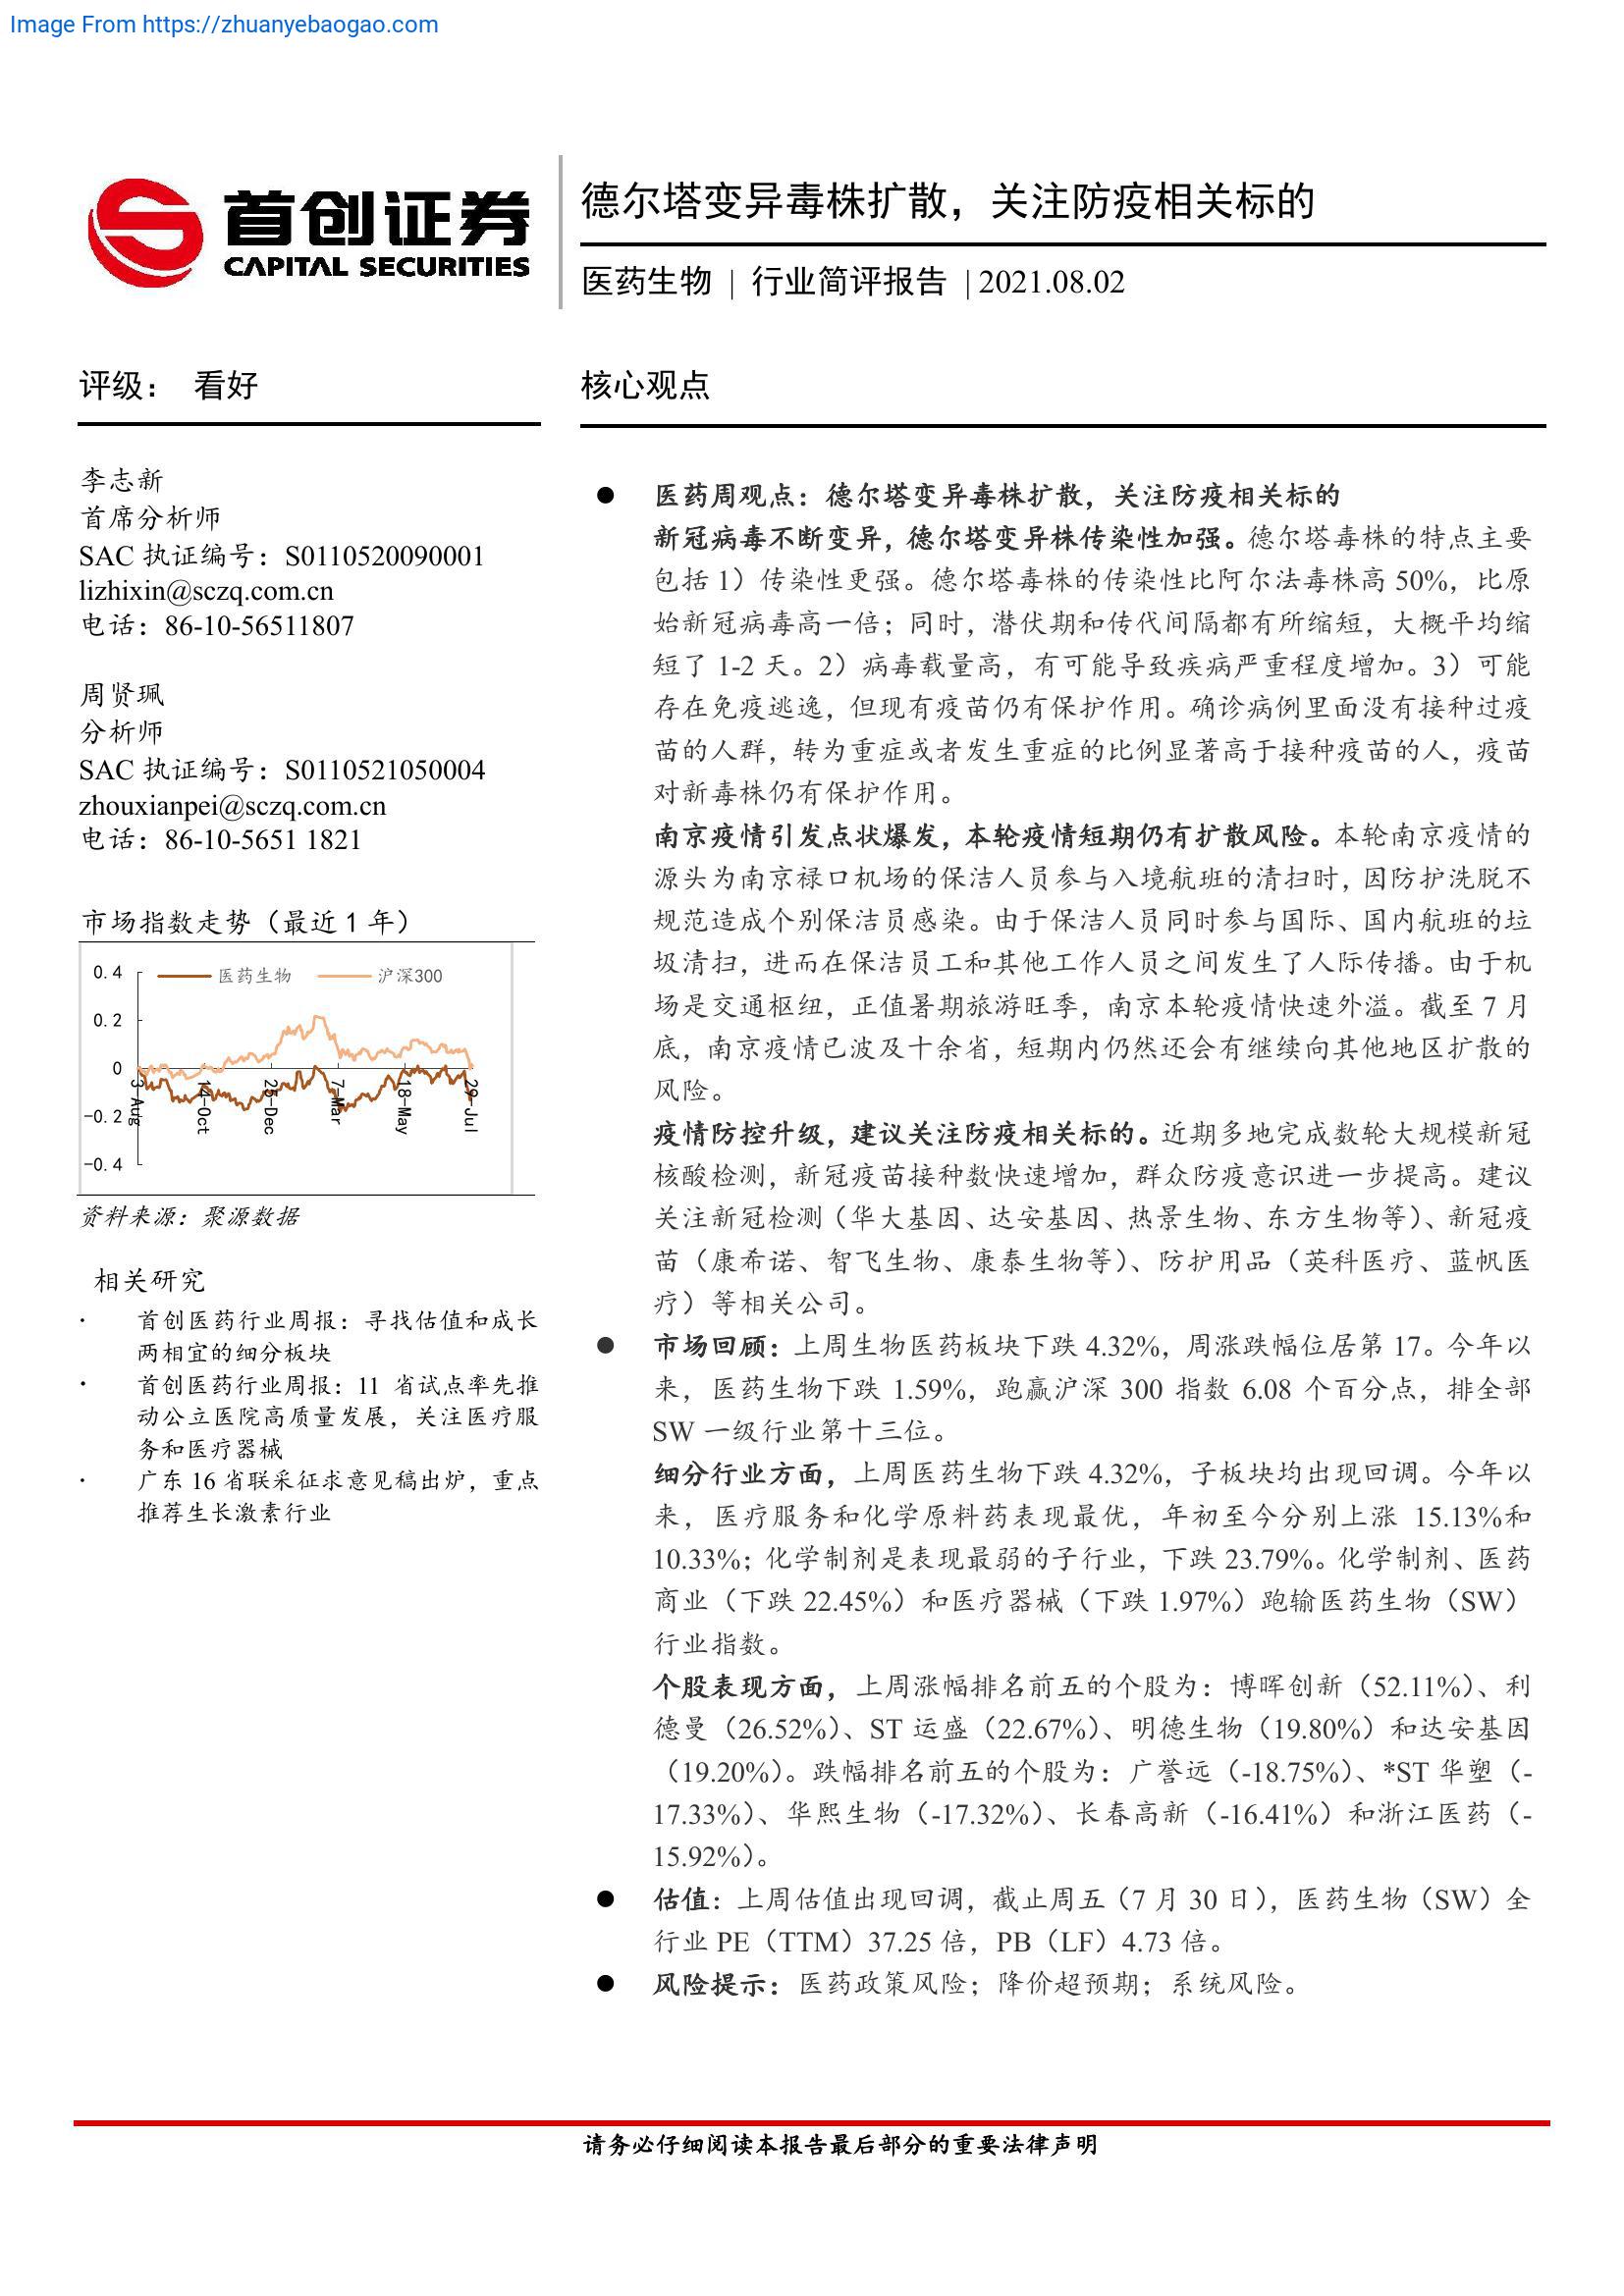 Image From https://zhuanyebaogao.com
首创证券
CAPITAL SECURITIES
德尔塔变异毒株扩散，关注防疫相关标的
医药生物 | 行业简评报告 | 2021.08.02
评级： 看好
李志新
首席分析师
SAC 执证编号：S0110520090001
lizhixin@sczq.com.cn
电话：86-10-56511807
周贤珮
分析师
SAC 执证编号：S0110521050004
zhouxianpei@sczq.com.cn
电话：86-10-5651 1821
市场指数走势（最近 1 年）
医药生物 沪深300
0.4
0.2
0
-0.2
-0.4
3-Aug 14-Oct 25-Dec 7-Mar 18-May 29-Jul
资料来源：聚源数据
相关研究
· 首创医药行业周报：寻找估值和成长
两相宜的细分板块
· 首创医药行业周报：11 省试点率先推
动公立医院高质量发展，关注医疗服
务和医疗器械
· 广东 16 省联采征求意见稿出炉，重点
推荐生长激素行业
核心观点
● 医药周观点：德尔塔变异毒株扩散，关注防疫相关标的
新冠病毒不断变异，德尔塔变异株传染性加强。德尔塔毒株的特点主要
包括 1）传染性更强。德尔塔毒株的传染性比阿尔法毒株高 50%，比原
始新冠病毒高一倍；同时，潜伏期和传代间隔都有所缩短，大概平均缩
短了 1-2 天。2）病毒载量高，有可能导致疾病严重程度增加。3）可能
存在免疫逃逸，但现有疫苗仍有保护作用。确诊病例里面没有接种过疫
苗的人群，转为重症或者发生重症的比例显著高于接种疫苗的人，疫苗
对新毒株仍有保护作用。
南京疫情引发点状爆发，本轮疫情短期仍有扩散风险。本轮南京疫情的
源头为南京禄口机场的保洁人员参与入境航班的清扫时，因防护洗脱不
规范造成个别保洁员感染。由于保洁人员同时参与国际、国内航班的垃
圾清扫，进而在保洁员工和其他工作人员之间发生了人际传播。由于机
场是交通枢纽，正值暑期旅游旺季，南京本轮疫情快速外溢。截至 7 月
底，南京疫情已波及十余省，短期内仍然还会有继续向其他地区扩散的
风险。
疫情防控升级，建议关注防疫相关标的。近期多地完成数轮大规模新冠
核酸检测，新冠疫苗接种数快速增加，群众防疫意识进一步提高。建议
关注新冠检测（华大基因、达安基因、热景生物、东方生物等）、新冠疫
苗（康希诺、智飞生物、康泰生物等）、防护用品（英科医疗、蓝帆医
疗）等相关公司。
● 市场回顾：上周生物医药板块下跌 4.32%，周涨跌幅位居第 17。今年以
来，医药生物下跌 1.59%，跑赢沪深 300 指数 6.08 个百分点，排全部
SW 一级行业第十三位。
细分行业方面，上周医药生物下跌 4.32%，子板块均出现回调。今年以
来，医疗服务和化学原料药表现最优，年初至今分别上涨 15.13%和
10.33%；化学制剂是表现最弱的子行业，下跌 23.79%。化学制剂、医药
商业（下跌 22.45%）和医疗器械（下跌 1.97%）跑输医药生物（SW）
行业指数。
个股表现方面，上周涨幅排名前五的个股为：博晖创新（52.11%）、利
德曼（26.52%）、ST 运盛（22.67%）、明德生物（19.80%）和达安基因
（19.20%）。跌幅排名前五的个股为：广誉远（-18.75%）、*ST 华塑（-
17.33%）、华熙生物（-17.32%）、长春高新（-16.41%）和浙江医药（-
15.92%）。
● 估值：上周估值出现回调，截止周五（7 月 30 日），医药生物（SW）全
行业 PE（TTM）37.25 倍，PB（LF）4.73 倍。
● 风险提示：医药政策风险；降价超预期；系统风险。
请务必仔细阅读本报告最后部分的重要法律声明